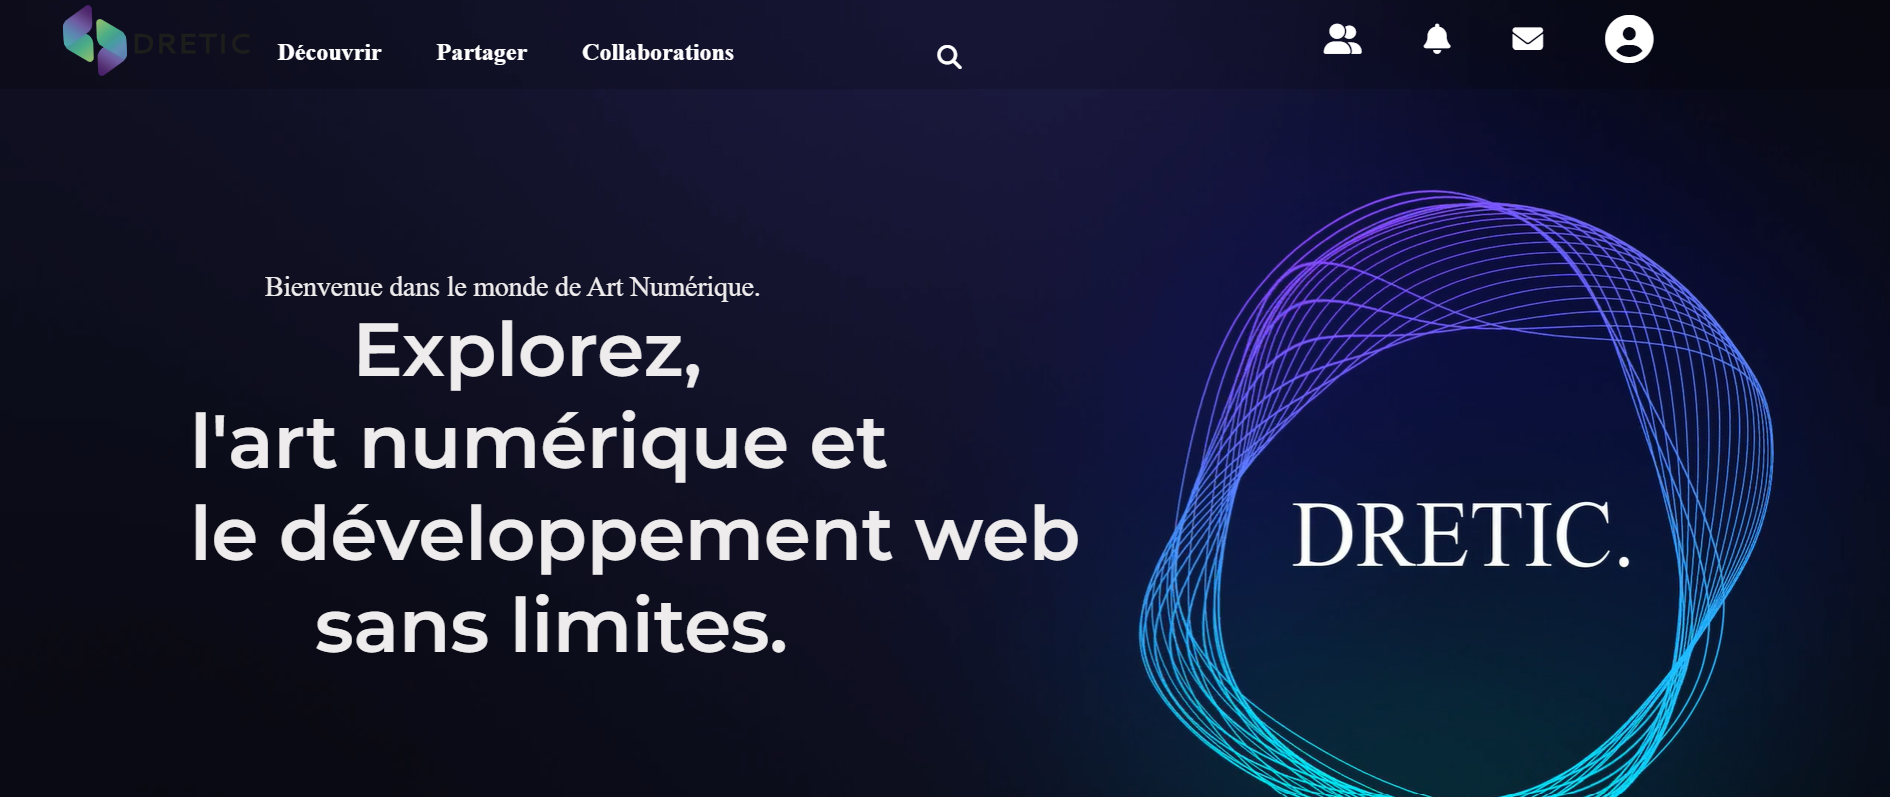 DRETIC
Découvrir Partager Collaborations
Bienvenue dans le monde de Art Numérique.
Explorez,
l'art numérique et
le développement web
sans limites.
DRETIC.